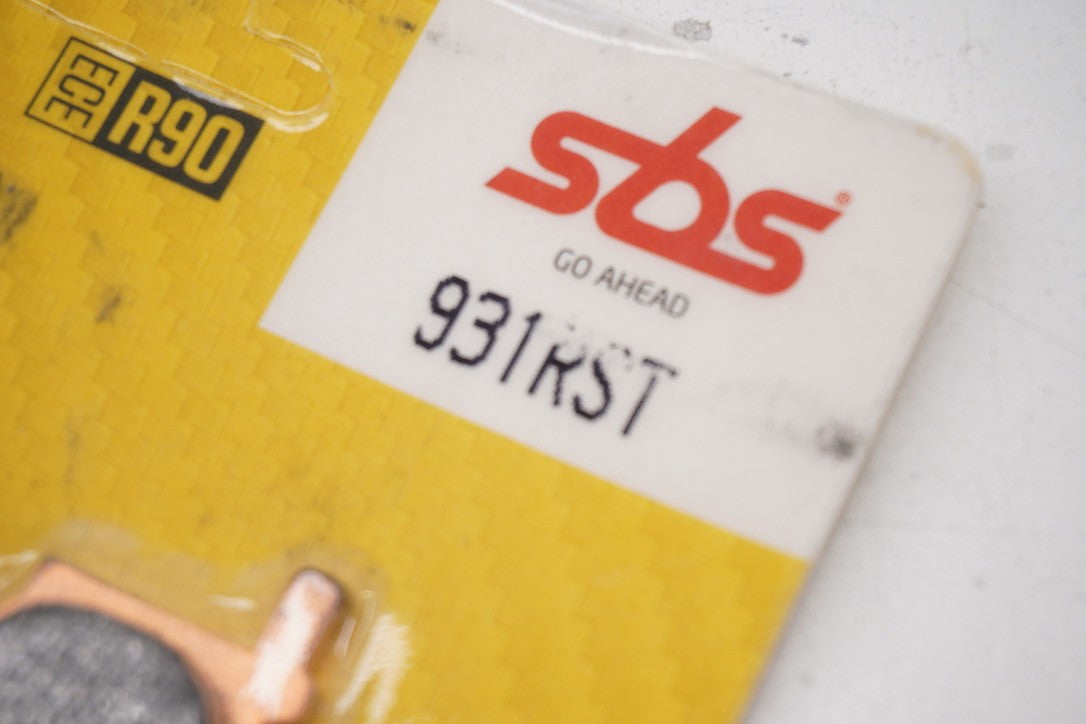 ECE R90
sbs®
GO AHEAD
931RST